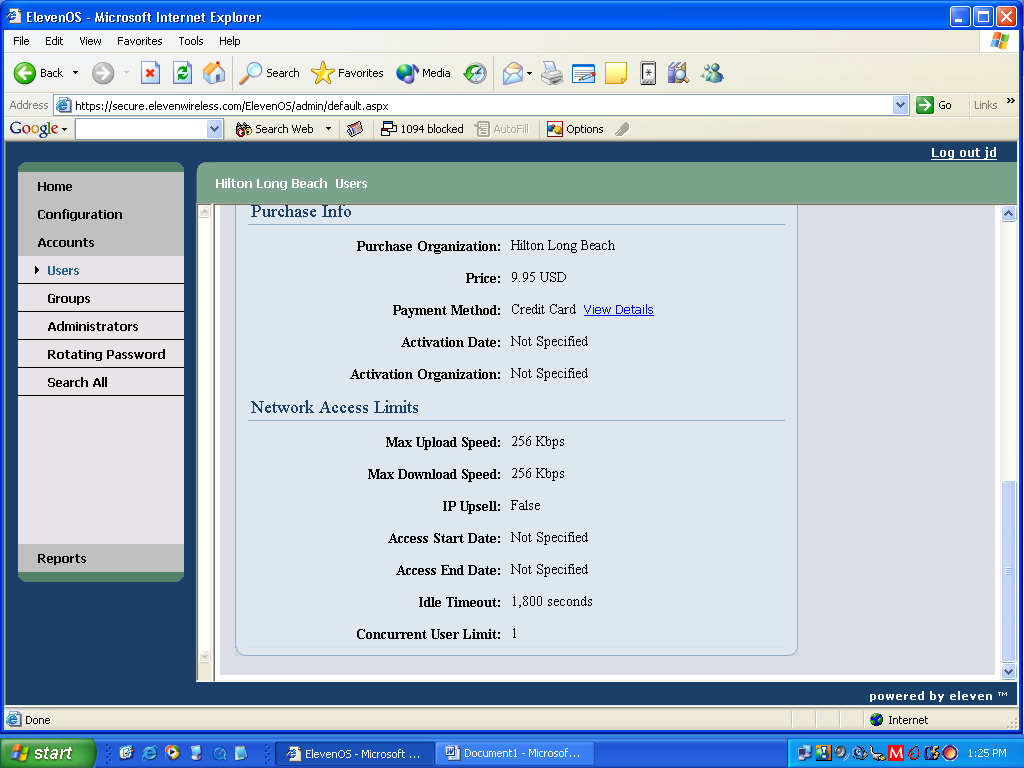 ElevenOS - Microsoft Internet Explorer
File Edit View Favorites Tools Help
Back Search Favorites Media
Address https://secure.elevenwireless.com/ElevenOS/admin/default.aspx Go Links »
Google Search Web 1094 blocked AutoFill Options
Log out jd
Hilton Long Beach Users
Home
Configuration
Accounts
Users
Groups
Administrators
Rotating Password
Search All
Reports
Purchase Info
Purchase Organization: Hilton Long Beach
Price: 9.95 USD
Payment Method: Credit Card View Details
Activation Date: Not Specified
Activation Organization: Not Specified
Network Access Limits
Max Upload Speed: 256 Kbps
Max Download Speed: 256 Kbps
IP Upsell: False
Access Start Date: Not Specified
Access End Date: Not Specified
Idle Timeout: 1,800 seconds
Concurrent User Limit: 1
powered by eleven ™
Done Internet
start ElevenOS - Microsoft ... Document1 - Microsof... 1:25 PM